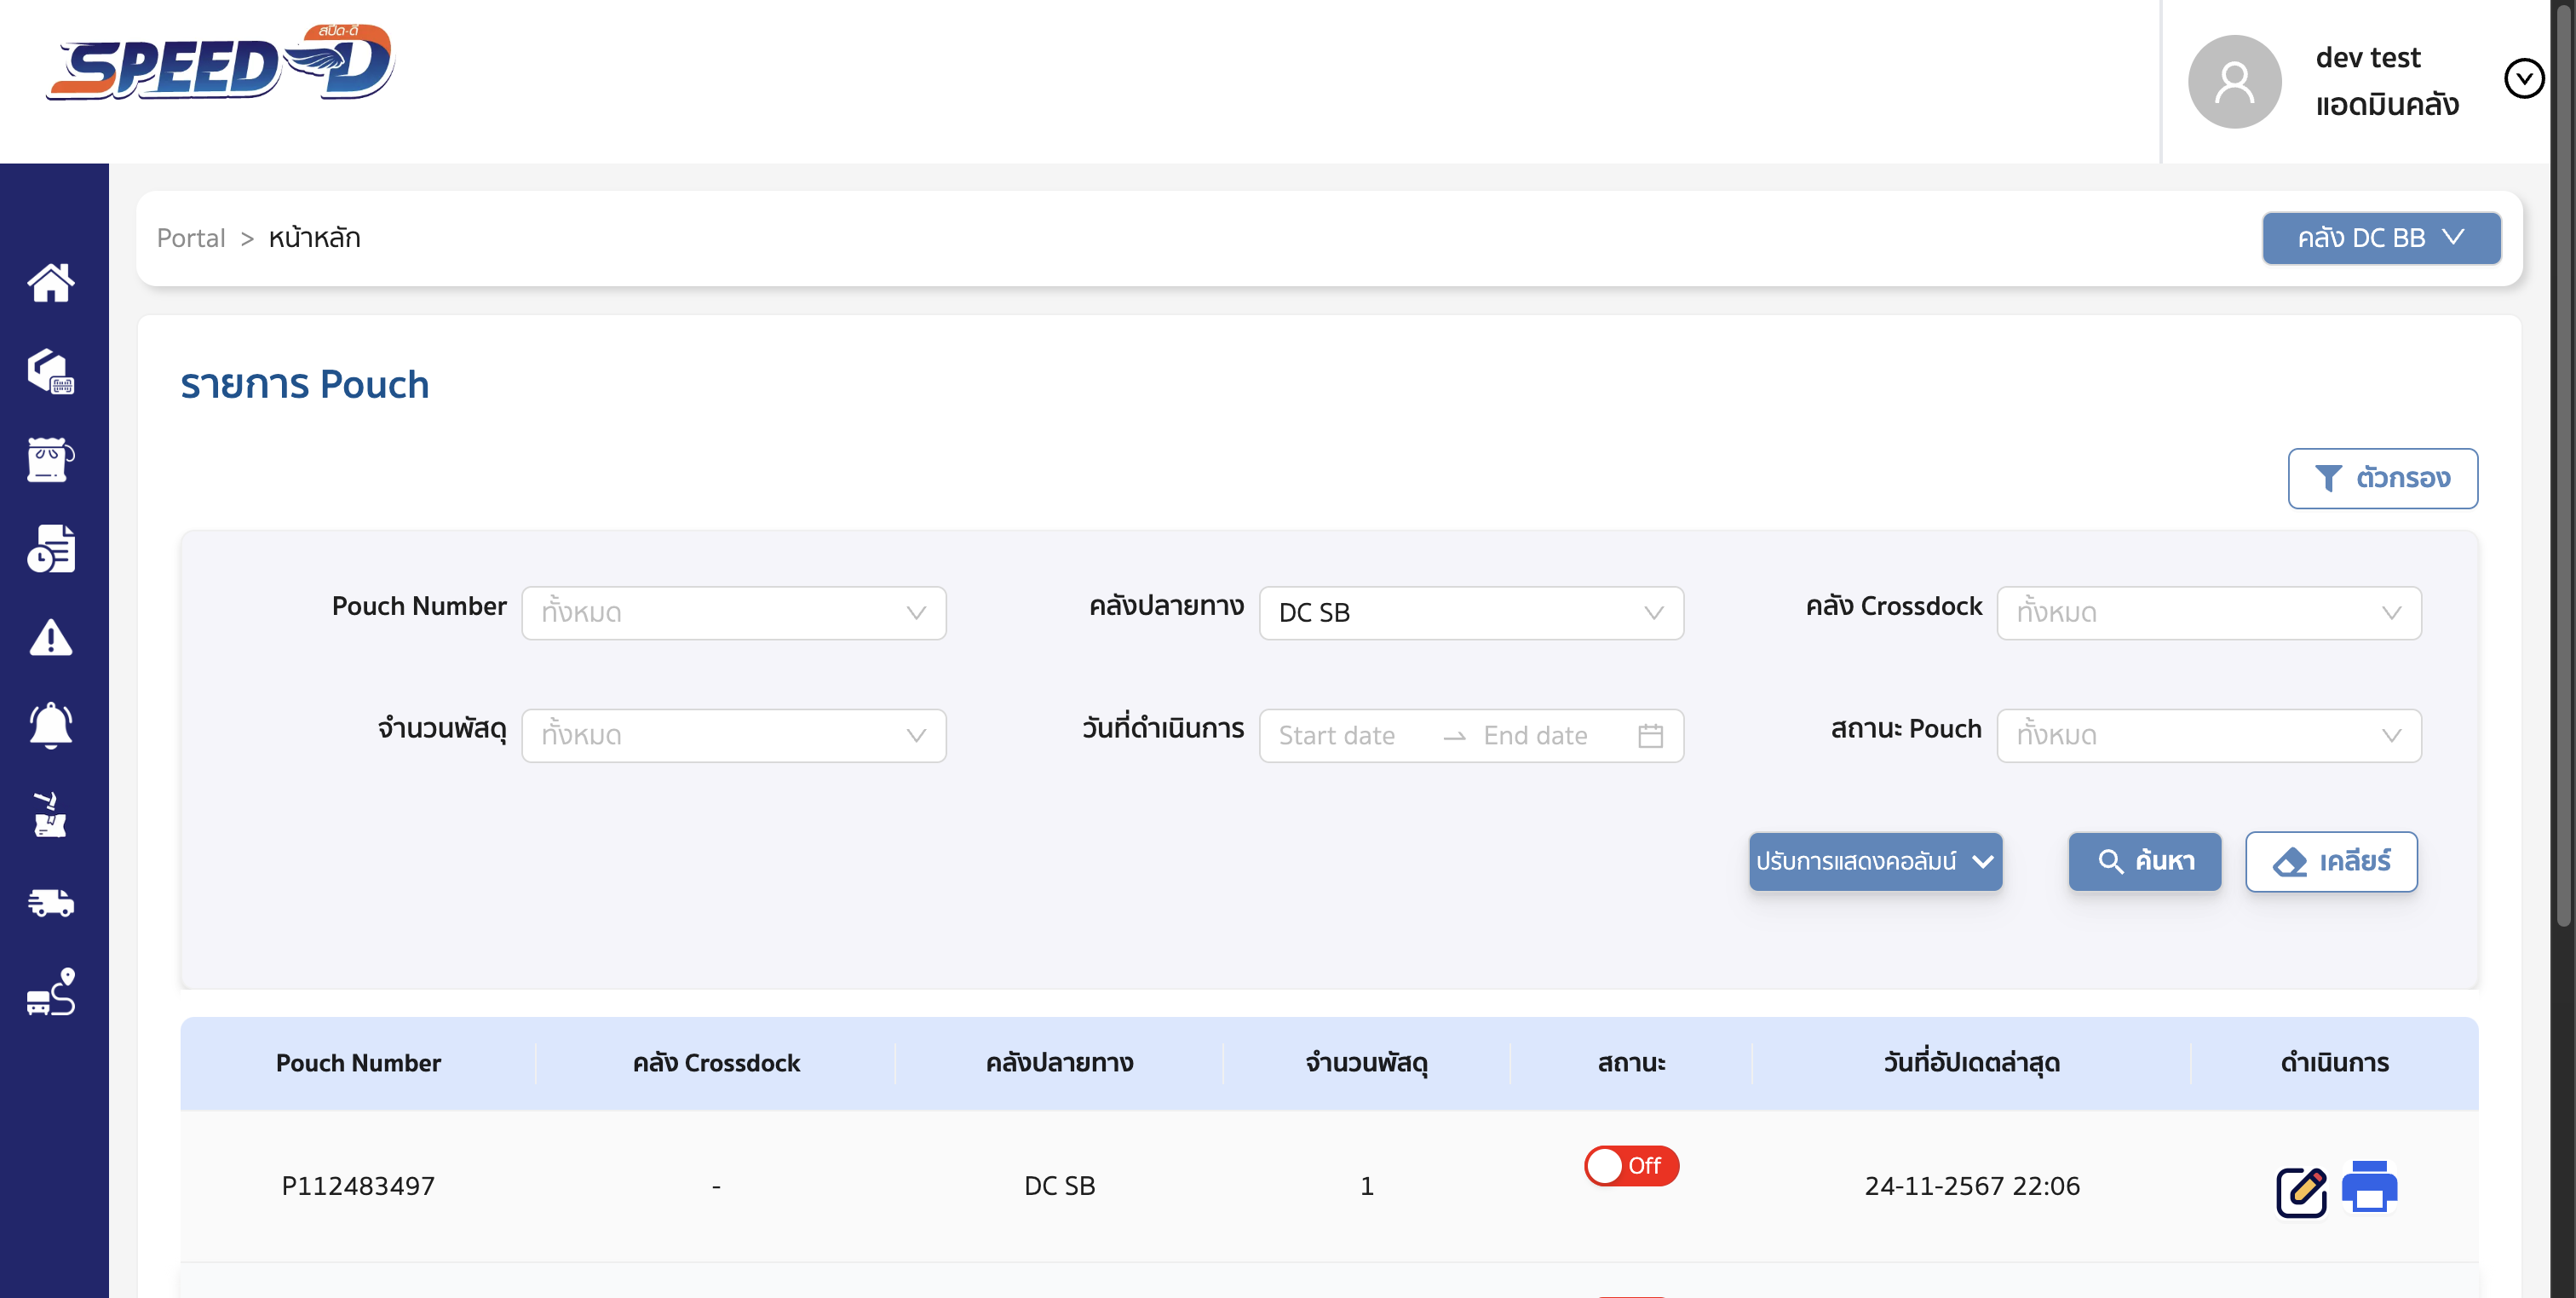 สปีด-ดี
SPEED-D
dev test
แอดมินคลัง
Portal > หน้าหลัก
คลัง DC BB
รายการ Pouch
ตัวกรอง
Pouch Number ทั้งหมด
คลังปลายทาง DC SB
คลัง Crossdock ทั้งหมด
จำนวนพัสดุ ทั้งหมด
วันที่ดำเนินการ Start date → End date
สถานะ Pouch ทั้งหมด
ปรับการแสดงคอลัมน์
ค้นหา
เคลียร์
Pouch Number คลัง Crossdock คลังปลายทาง จำนวนพัสดุ สถานะ วันที่อัปเดตล่าสุด ดำเนินการ
P112483497 - DC SB 1 Off 24-11-2567 22:06